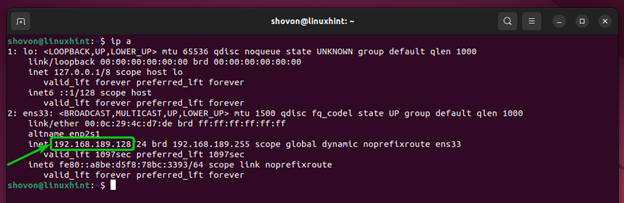 shovon@linuxhint: ~
shovon@linuxhint:~$ ip a
1: lo: <LOOPBACK,UP,LOWER_UP> mtu 65536 qdisc noqueue state UNKNOWN group default qlen 1000
link/loopback 00:00:00:00:00:00 brd 00:00:00:00:00:00
inet 127.0.0.1/8 scope host lo
valid_lft forever preferred_lft forever
inet6 ::1/128 scope host
valid_lft forever preferred_lft forever
2: ens33: <BROADCAST,MULTICAST,UP,LOWER_UP> mtu 1500 qdisc fq_codel state UP group default qlen 1000
link/ether 00:0c:29:4c:d7:de brd ff:ff:ff:ff:ff:ff
altname enp2s1
inet 192.168.189.128/24 brd 192.168.189.255 scope global dynamic noprefixroute ens33
valid_lft 1097sec preferred_lft 1097sec
inet6 fe80::a8be:d5f8:78bc:3393/64 scope link noprefixroute
valid_lft forever preferred_lft forever
shovon@linuxhint:~$